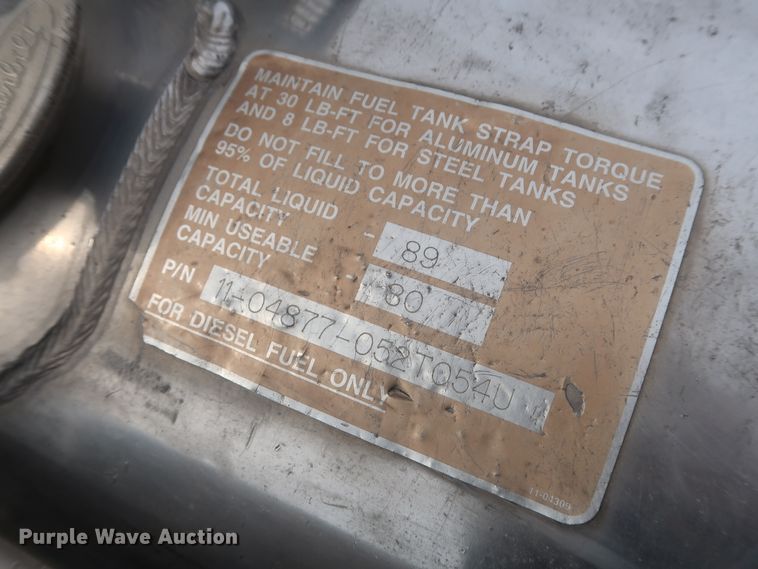 MAINTAIN FUEL TANK STRAP TORQUE
AT 30 LB-FT FOR ALUMINUM TANKS
AND 8 LB-FT FOR STEEL TANKS
DO NOT FILL TO MORE THAN
95% OF LIQUID CAPACITY
TOTAL LIQUID
CAPACITY 89
MIN USEABLE
CAPACITY 80
P/N 11-04877-052T054U
FOR DIESEL FUEL ONLY
11-04309
Purple Wave Auction